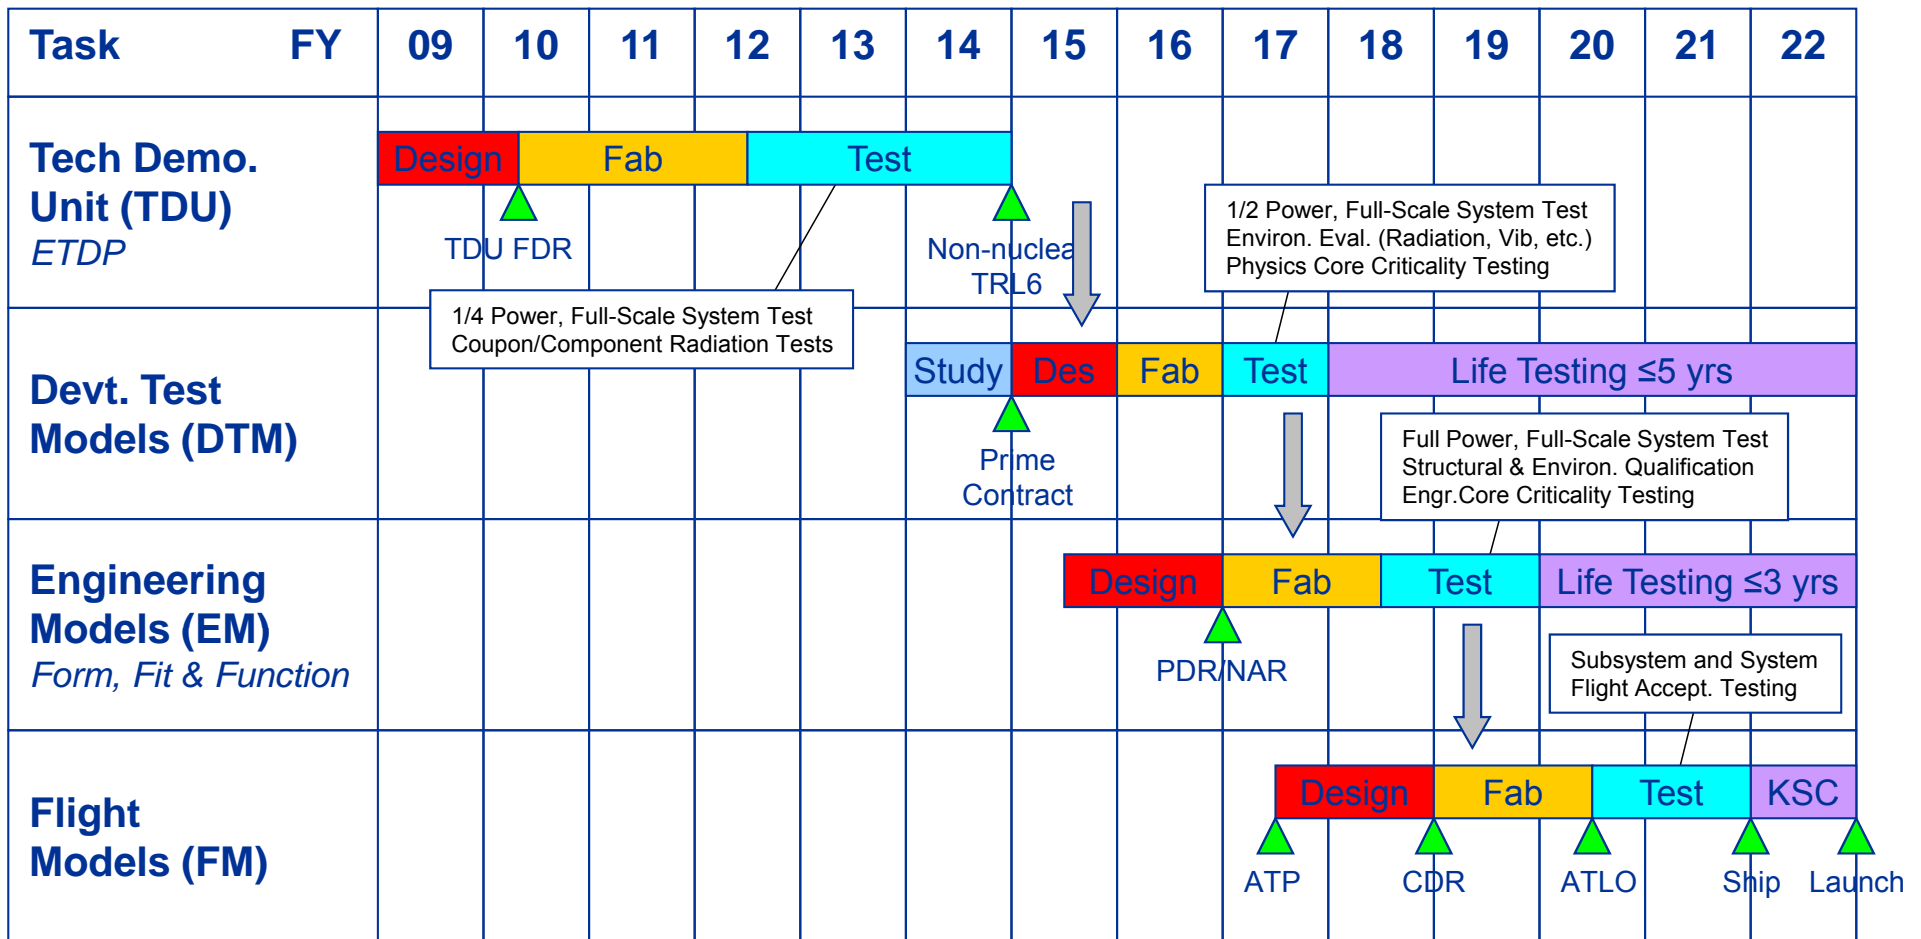 Task FY 09 10 11 12 13 14 15 16 17 18 19 20 21 22
Tech Demo.
Unit (TDU)
ETDP
Design Fab Test
TDU FDR
Non-nuclea
TRL6
1/4 Power, Full-Scale System Test
Coupon/Component Radiation Tests
1/2 Power, Full-Scale System Test
Environ. Eval. (Radiation, Vib, etc.)
Physics Core Criticality Testing
Devt. Test
Models (DTM)
Study Des Fab Test Life Testing ≤5 yrs
Prime
Contract
Full Power, Full-Scale System Test
Structural & Environ. Qualification
Engr.Core Criticality Testing
Engineering
Models (EM)
Form, Fit & Function
Design Fab Test Life Testing ≤3 yrs
PDR/NAR
Subsystem and System
Flight Accept. Testing
Flight
Models (FM)
Design Fab Test KSC
ATP CDR ATLO Ship Launch